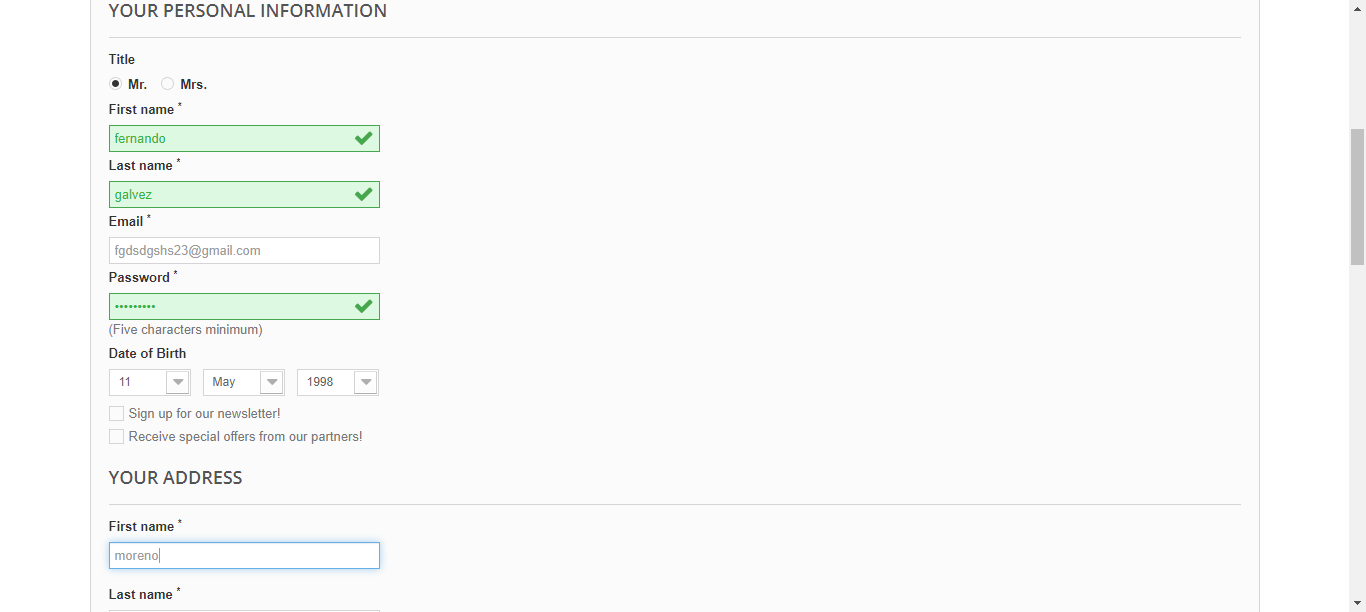 YOUR PERSONAL INFORMATION
Title
Mr. Mrs.
First name *
fernando
Last name *
galvez
Email *
fgdsdgshs23@gmail.com
Password *
•••••••••
(Five characters minimum)
Date of Birth
11 May 1998
Sign up for our newsletter!
Receive special offers from our partners!
YOUR ADDRESS
First name *
moreno
Last name *